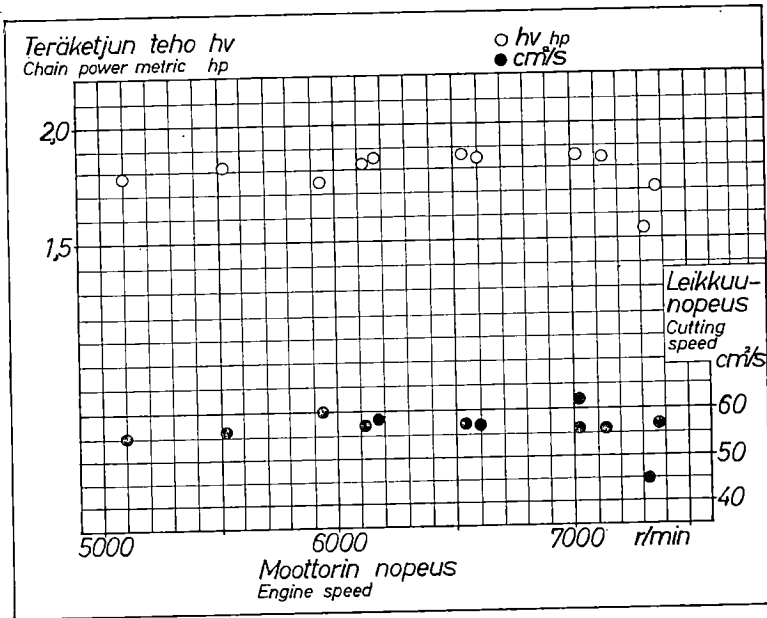 Teräketjun teho hv
Chain power metric hp
hv hp
cm²/s
2,0
1,5
Leikkuu-
nopeus
Cutting
speed
cm²/s
60
50
40
5000 6000 7000 r/min
Moottorin nopeus
Engine speed